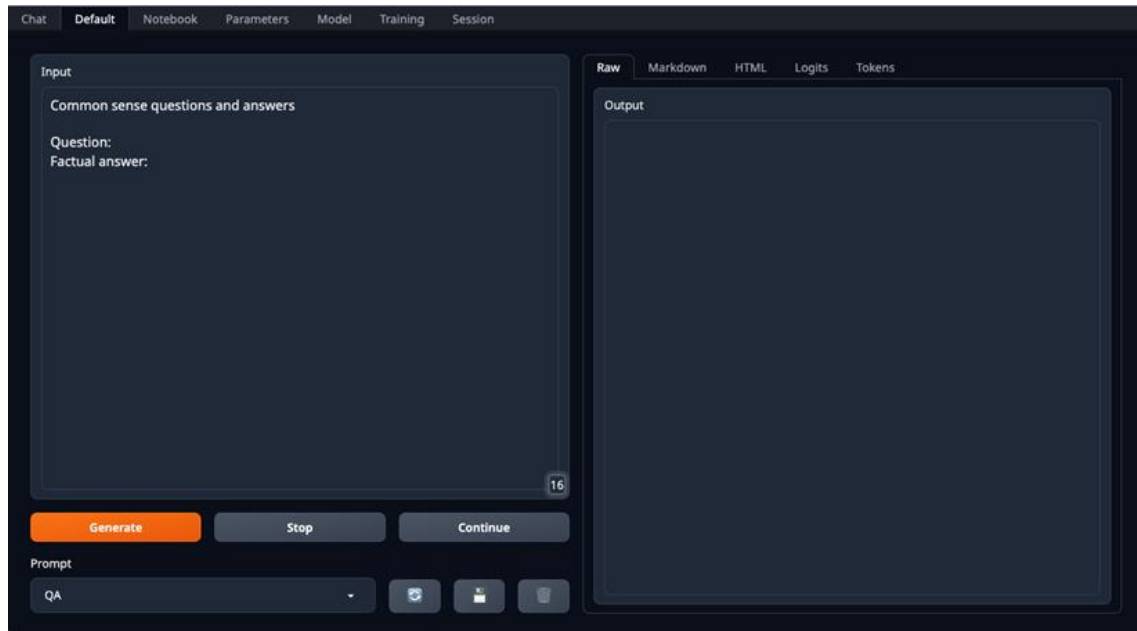 Chat Default Notebook Parameters Model Training Session
Input
Common sense questions and answers
Question:
Factual answer:
16
Generate Stop Continue
Prompt
QA
Raw Markdown HTML Logits Tokens
Output